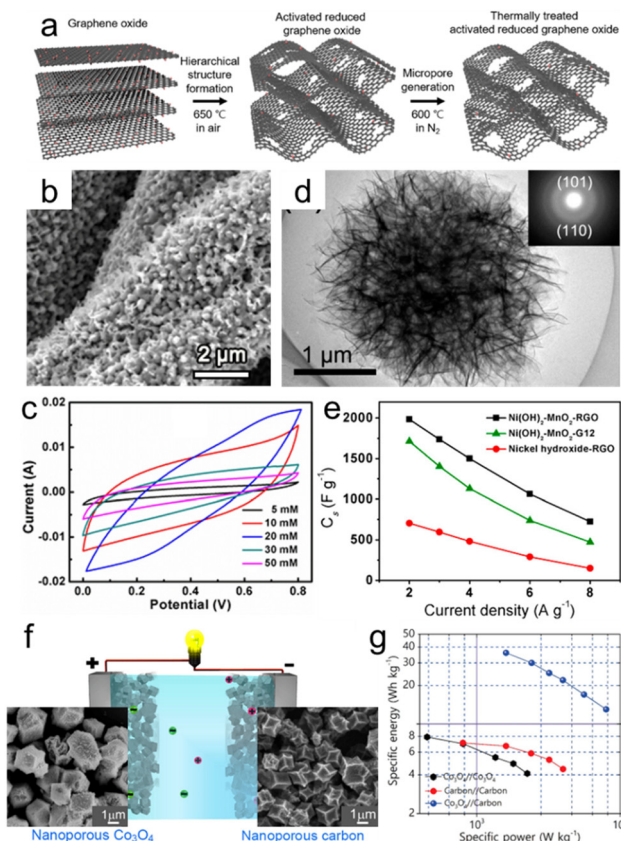 a
Graphene oxide
Activated reduced
graphene oxide
Thermally treated
activated reduced graphene oxide
Hierarchical
structure
formation
650 ℃
in air
Micropore
generation
600 ℃
in N₂
b
2 µm
d
(101)
(110)
1 µm
c
Current (A)
0.02
0.01
0.00
-0.01
-0.02
5 mM
10 mM
20 mM
30 mM
50 mM
0.0 0.2 0.4 0.6 0.8
Potential (V)
e
Cₛ (F g⁻¹)
2000
1500
1000
500
0
Ni(OH)₂-MnO₂-RGO
Ni(OH)₂-MnO₂-G12
Nickel hydroxide-RGO
2 4 6 8
Current density (A g⁻¹)
f
+
-
1µm
1µm
Nanoporous Co₃O₄
Nanoporous carbon
g
Specific energy (Wh kg⁻¹)
50
40
30
20
8
6
4
2
Co₃O₄//Co₃O₄
Carbon//Carbon
Co₃O₄//Carbon
10³
10⁴
Specific power (W kg⁻¹)